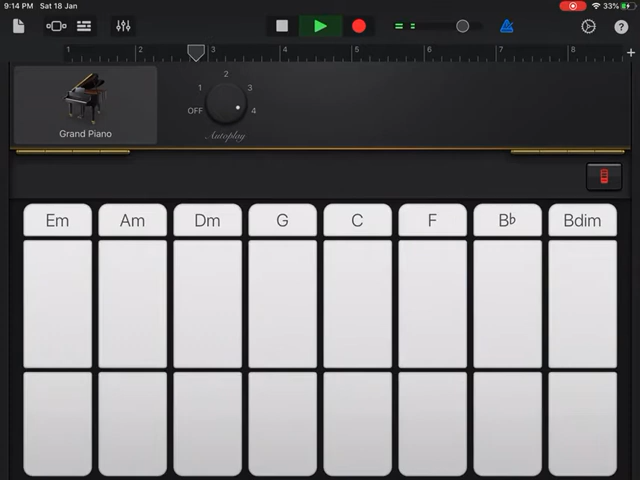 9:14 PM Sat 18 Jan 33%
1 2 3 4 5 6 7 8
?
+
2
1 3
OFF 4
Grand Piano Autoplay
Em Am Dm G C F B♭ Bdim